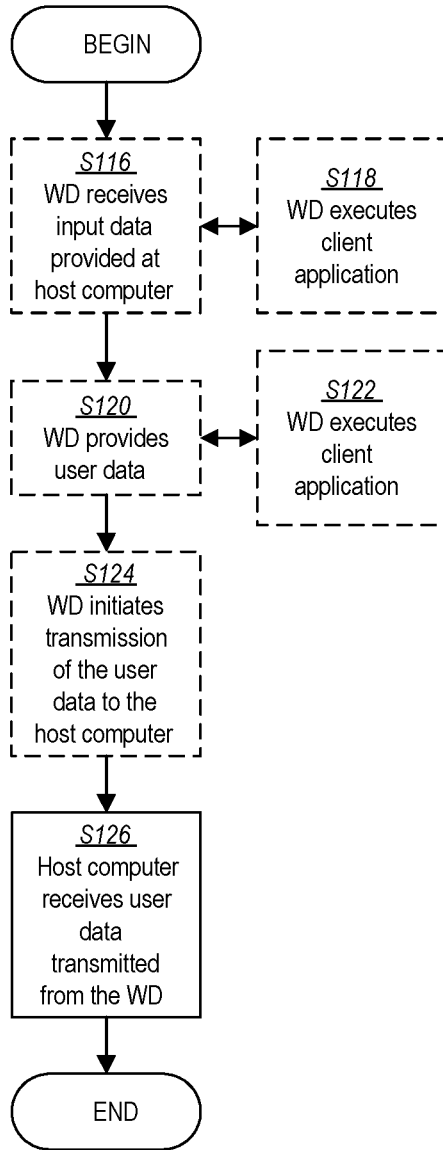 BEGIN
S116
WD receives
input data
provided at
host computer
S118
WD executes
client
application
S120
WD provides
user data
S122
WD executes
client
application
S124
WD initiates
transmission
of the user
data to the
host computer
S126
Host computer
receives user
data
transmitted
from the WD
END